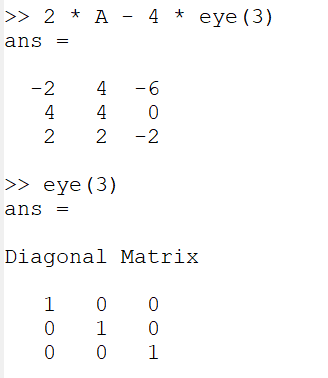 >> 2 * A - 4 * eye(3)
ans =
-2 4 -6
4 4 0
2 2 -2
>> eye(3)
ans =
Diagonal Matrix
1 0 0
0 1 0
0 0 1